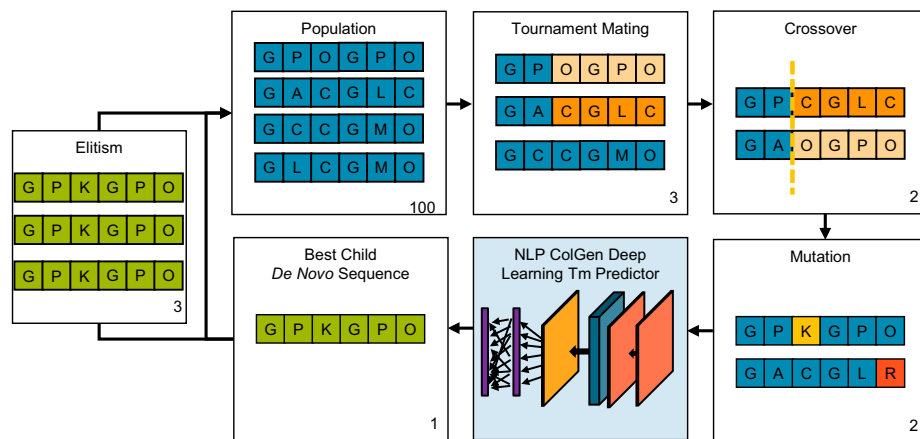 Population
G P O G P O
G A C G L C
G C C G M O
G L C G M O
100
Tournament Mating
G P O G P O
G A C G L C
G C C G M O
3
Crossover
G P C G L C
G A O G P O
2
Elitism
G P K G P O
G P K G P O
G P K G P O
3
Best Child
De Novo Sequence
G P K G P O
1
NLP ColGen Deep
Learning Tm Predictor
Mutation
G P K G P O
G A C G L R
2